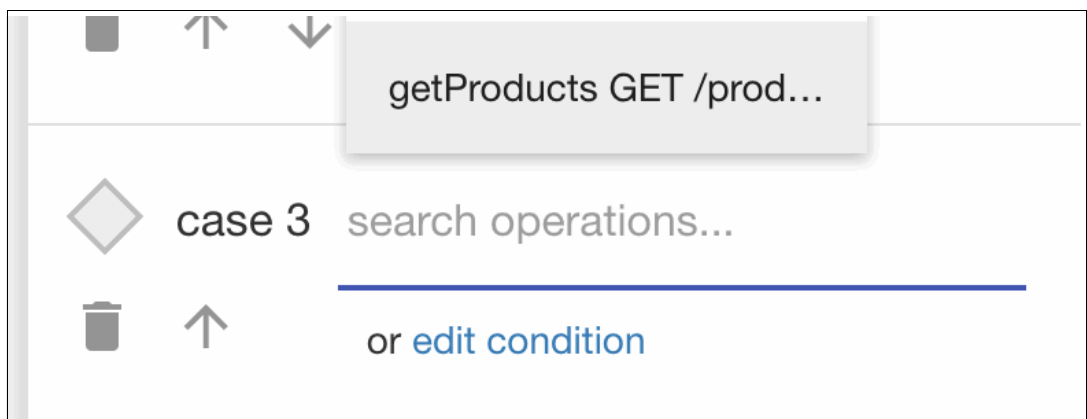 getProducts GET /prod...
case 3 search operations...
or edit condition